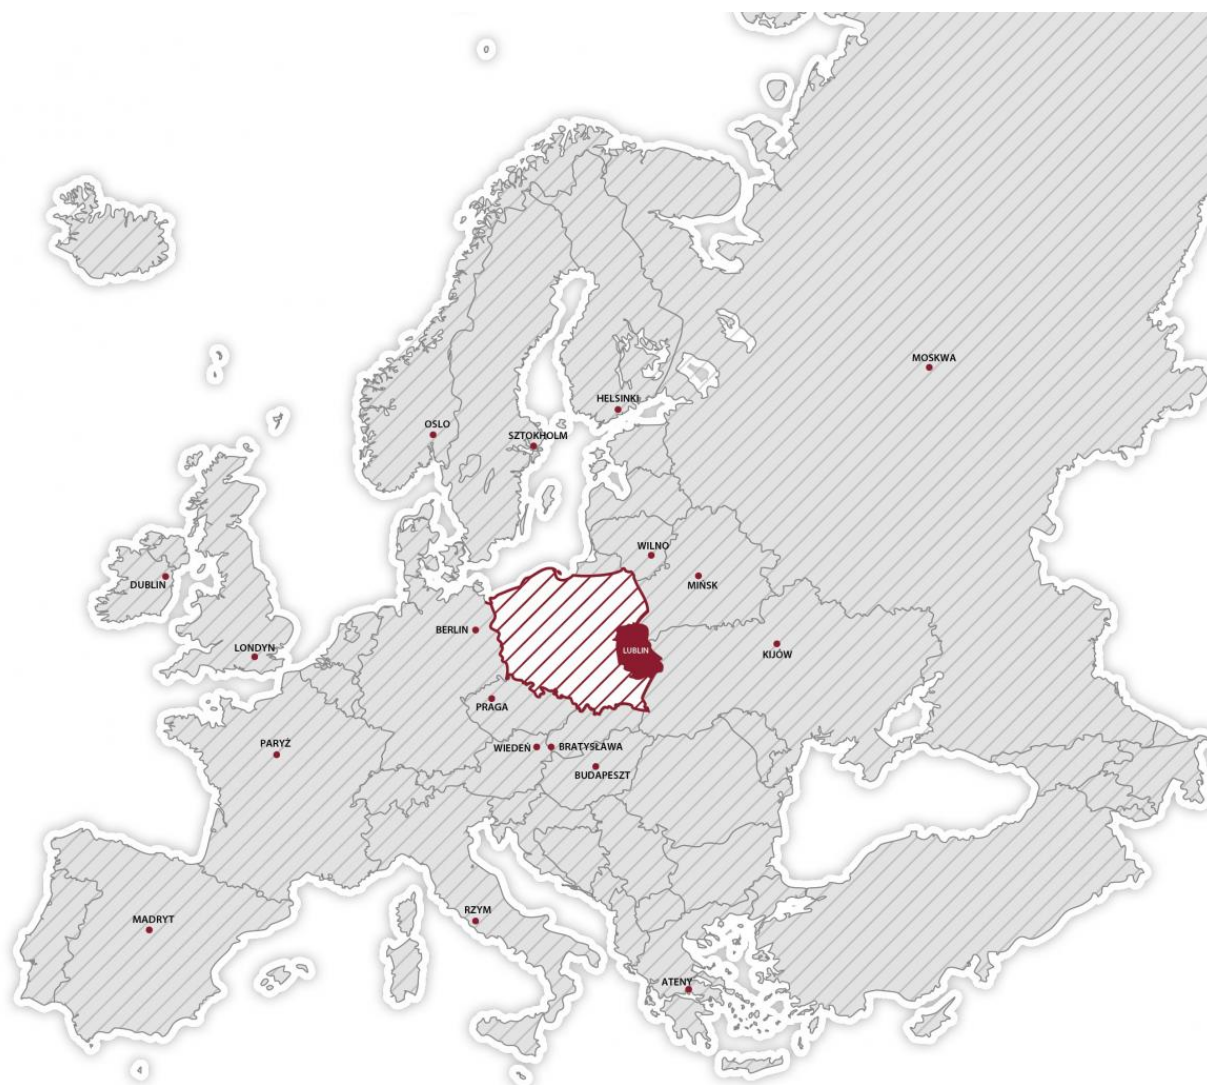 MOSKWA
HELSINKI
OSLO
SZTOKHOLM
WILNO
DUBLIN
MIŃSK
BERLIN
LONDYN
LUBLIN
KIJÓW
PRAGA
PARYŻ
WIEDEŃ
BRATYSŁAWA
BUDAPESZT
RZYM
MADRYT
ATENY